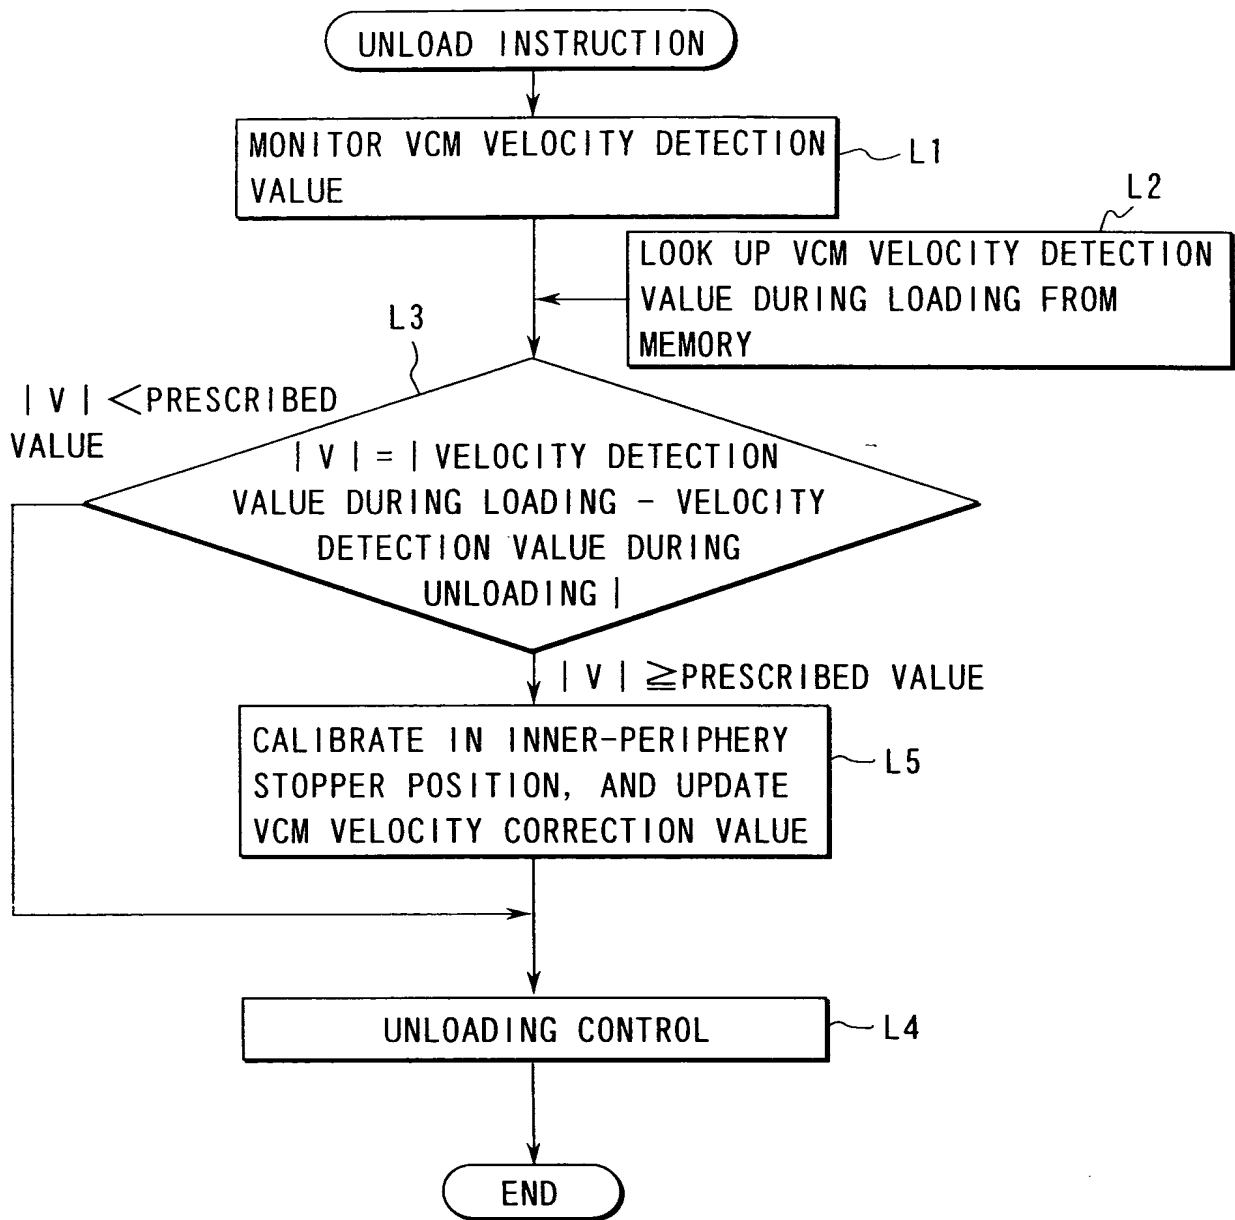 UNLOAD INSTRUCTION
MONITOR VCM VELOCITY DETECTION
VALUE
L1
L2
LOOK UP VCM VELOCITY DETECTION
VALUE DURING LOADING FROM
MEMORY
L3
| V | <PRESCRIBED
VALUE
| V | = | VELOCITY DETECTION
VALUE DURING LOADING – VELOCITY
DETECTION VALUE DURING
UNLOADING |
| V | ≧PRESCRIBED VALUE
CALIBRATE IN INNER-PERIPHERY
STOPPER POSITION, AND UPDATE
VCM VELOCITY CORRECTION VALUE
L5
UNLOADING CONTROL
L4
END